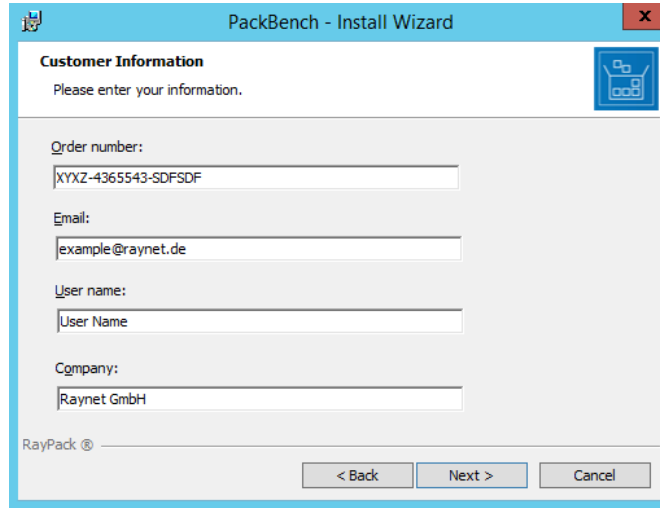 PackBench - Install Wizard
x
Customer Information
Please enter your information.
Order number:
XYXZ-4365543-SDFSDF
Email:
example@raynet.de
User name:
User Name
Company:
Raynet GmbH
RayPack ®
< Back Next > Cancel